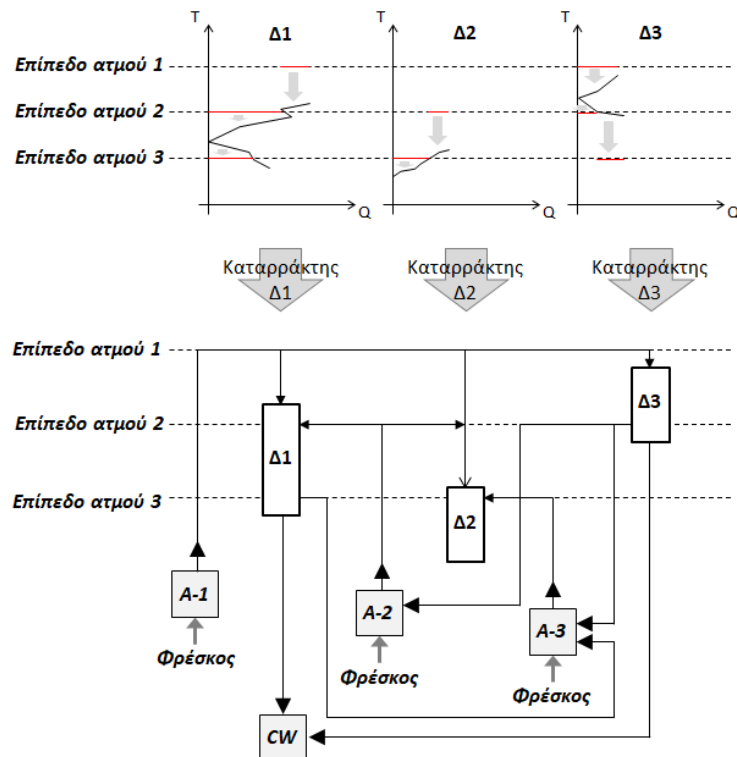 T Δ1 T Δ2 T Δ3
Επίπεδο ατμού 1
Επίπεδο ατμού 2
Επίπεδο ατμού 3
Q Q Q
Καταρράκτης Καταρράκτης Καταρράκτης
Δ1 Δ2 Δ3
Επίπεδο ατμού 1
Δ3
Επίπεδο ατμού 2
Δ1
Επίπεδο ατμού 3
Δ2
A-1
A-2
A-3
Φρέσκος
Φρέσκος
Φρέσκος
CW